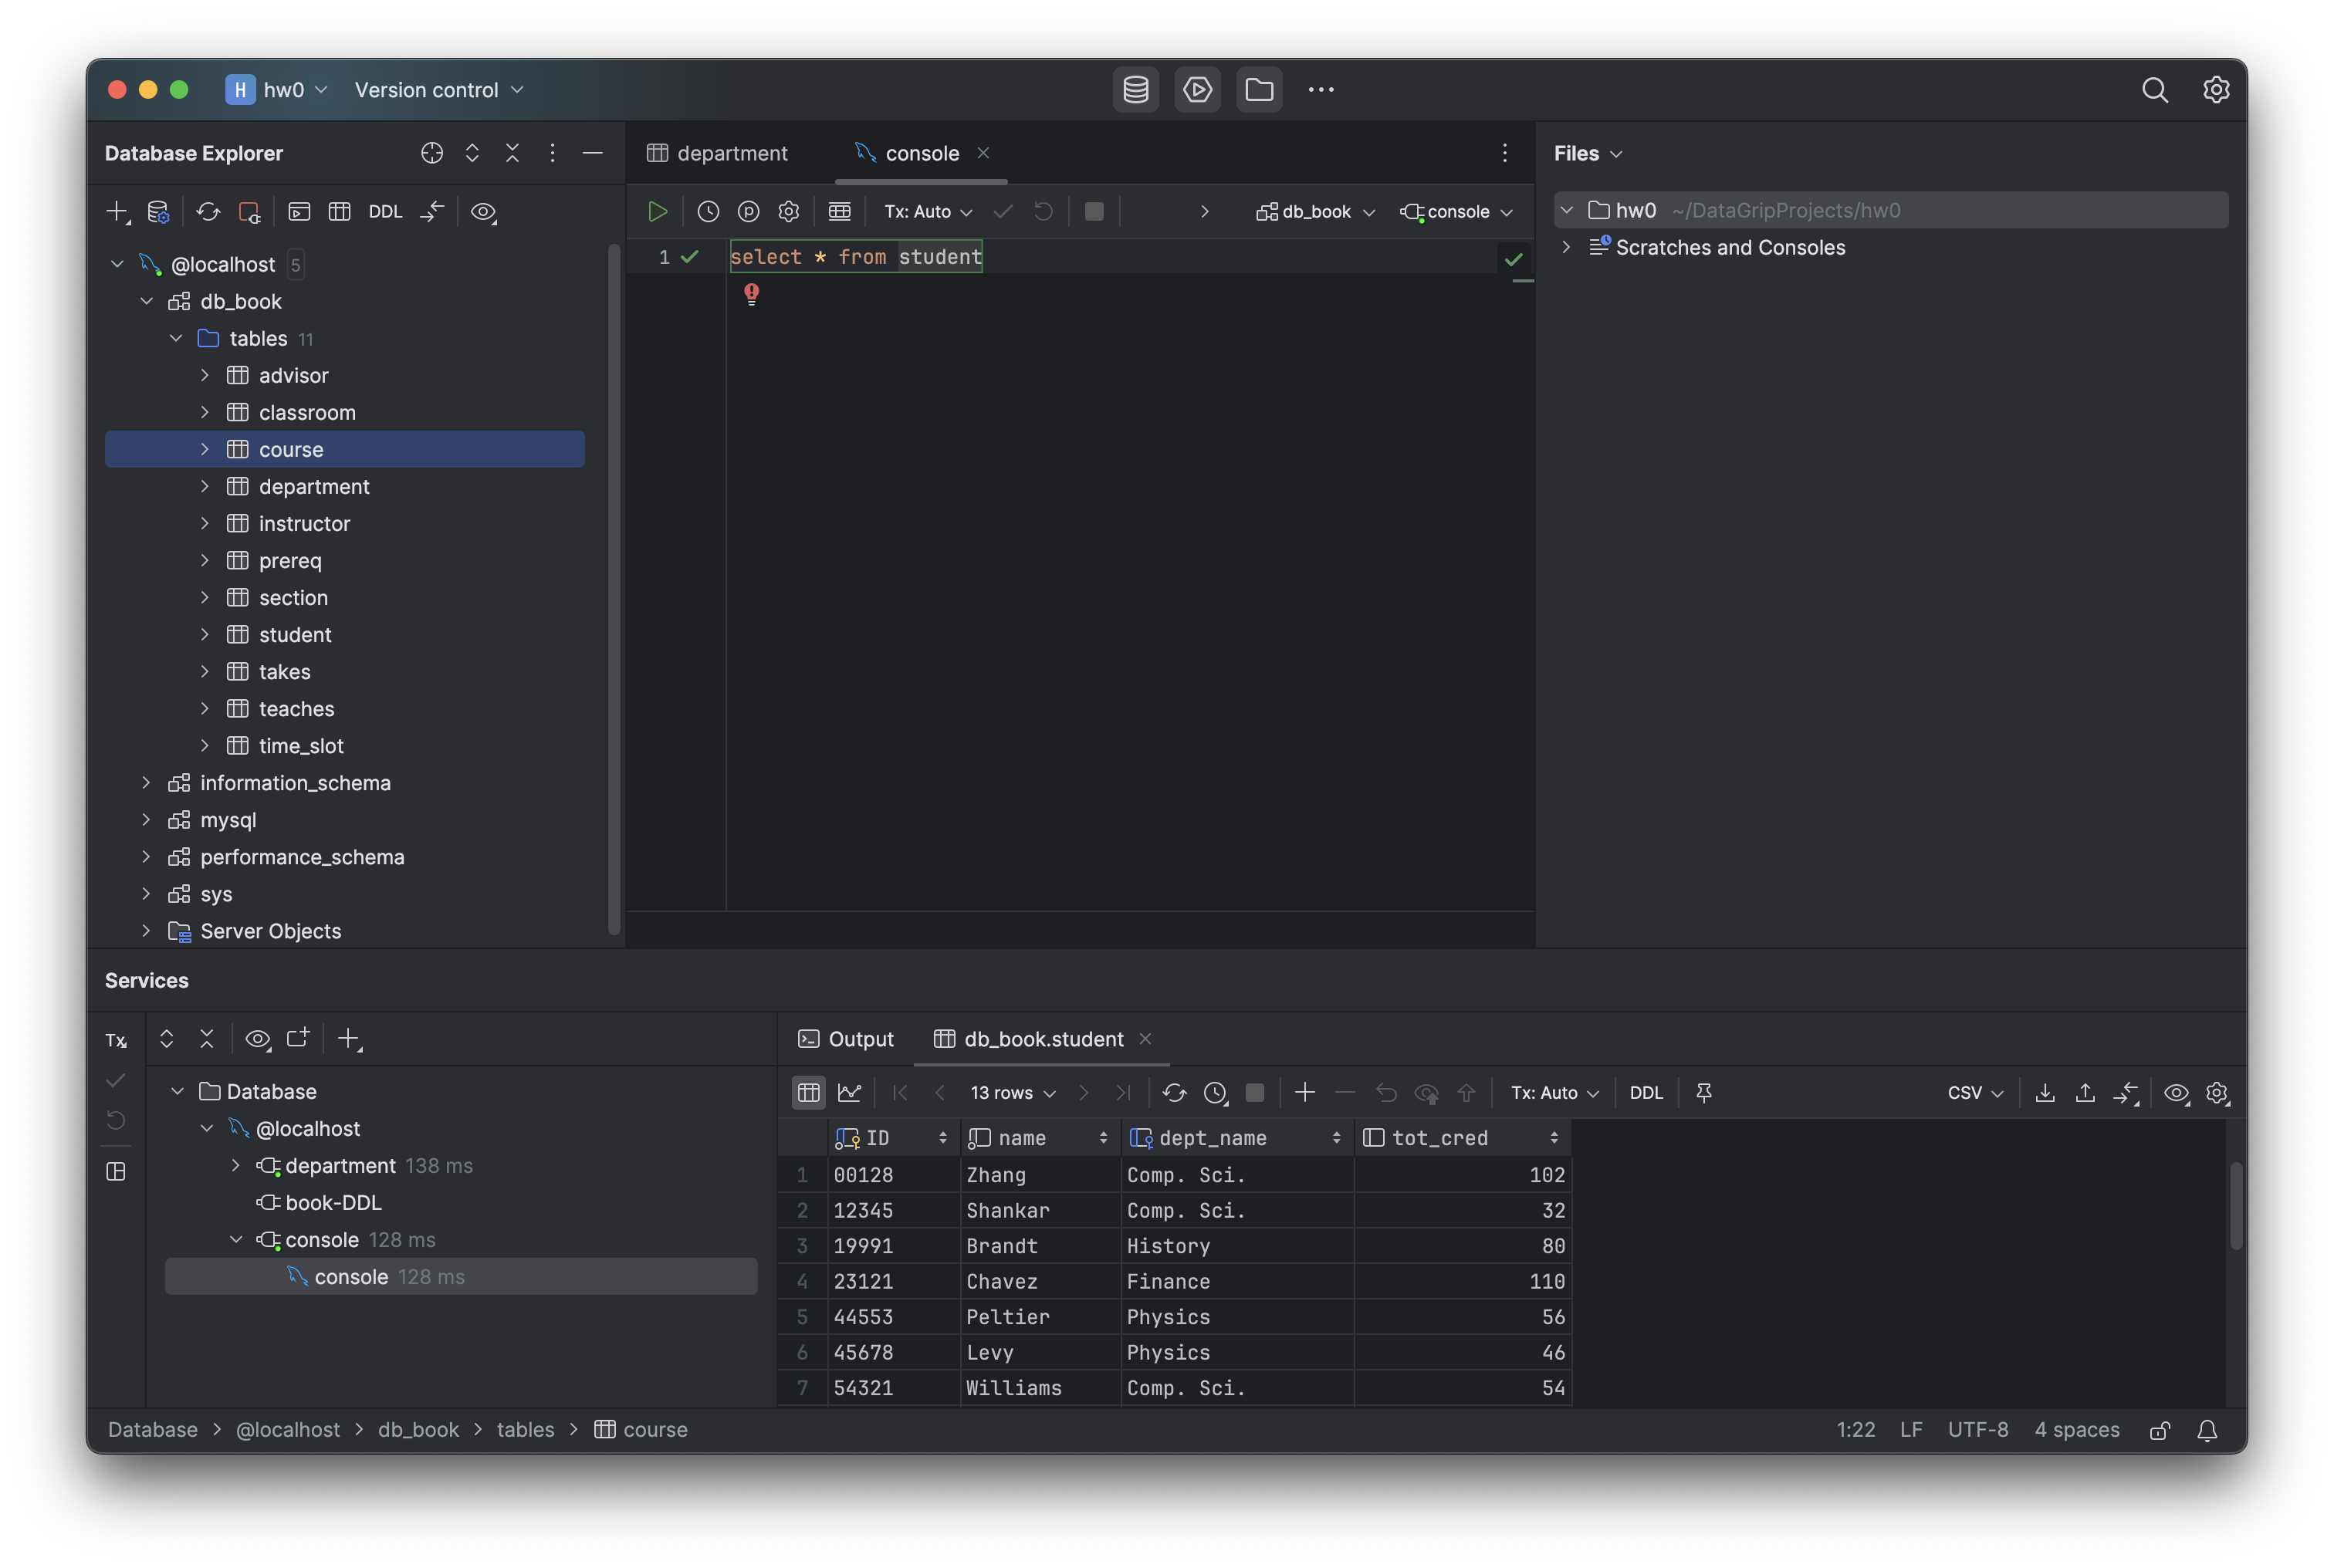 H hw0 Version control
Database Explorer
DDL
@localhost 5
db_book
tables 11
advisor
classroom
course
department
instructor
prereq
section
student
takes
teaches
time_slot
information_schema
mysql
performance_schema
sys
Server Objects
department console
Tx: Auto db_book console
1 select * from student
Files
hw0 ~/DataGripProjects/hw0
Scratches and Consoles
Services
Tx
Database
@localhost
department 138 ms
book-DDL
console 128 ms
console 128 ms
Output db_book.student
13 rows Tx: Auto DDL CSV
ID name dept_name tot_cred
1 00128 Zhang Comp. Sci. 102
2 12345 Shankar Comp. Sci. 32
3 19991 Brandt History 80
4 23121 Chavez Finance 110
5 44553 Peltier Physics 56
6 45678 Levy Physics 46
7 54321 Williams Comp. Sci. 54
Database > @localhost > db_book > tables > course
1:22 LF UTF-8 4 spaces